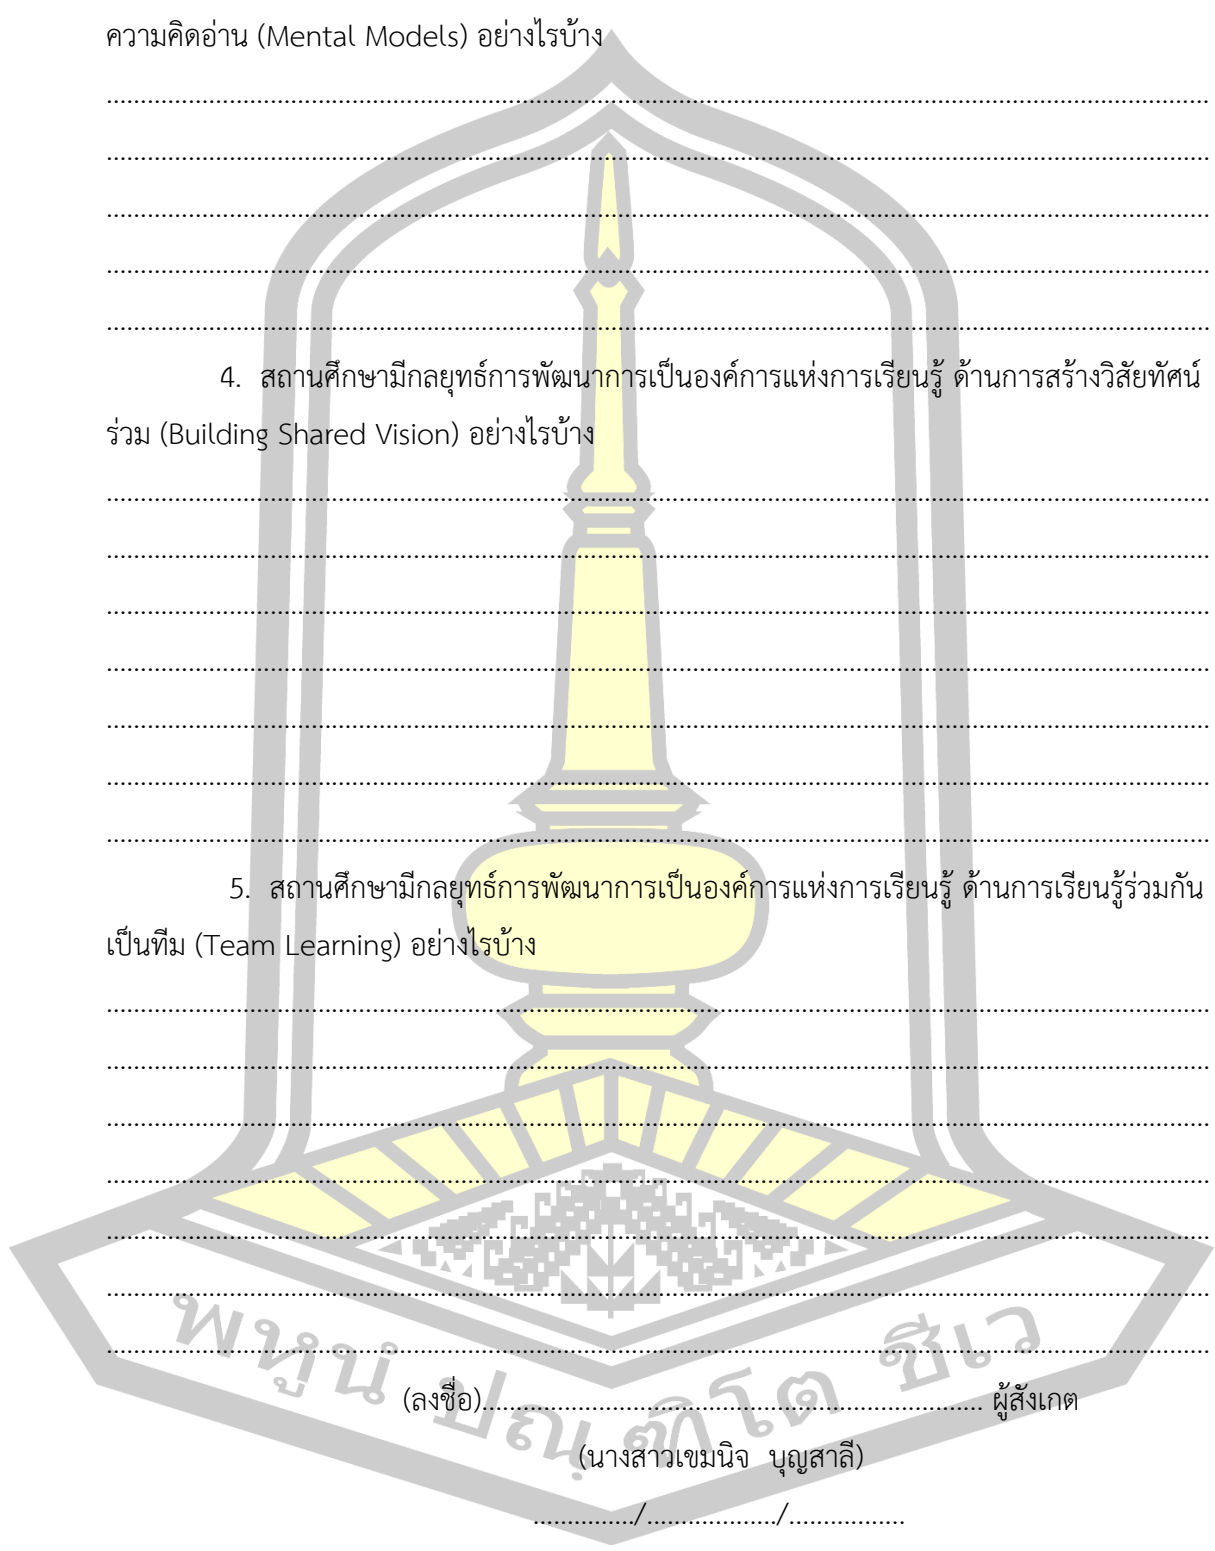 ความคิดอ่าน (Mental Models) อย่างไรบ้าง
................................................................................................................................................................
................................................................................................................................................................
................................................................................................................................................................
................................................................................................................................................................
................................................................................................................................................................
4. สถานศึกษามีกลยุทธ์การพัฒนาการเป็นองค์การแห่งการเรียนรู้ ด้านการสร้างวิสัยทัศน์
ร่วม (Building Shared Vision) อย่างไรบ้าง
................................................................................................................................................................
................................................................................................................................................................
................................................................................................................................................................
................................................................................................................................................................
................................................................................................................................................................
................................................................................................................................................................
................................................................................................................................................................
5. สถานศึกษามีกลยุทธ์การพัฒนาการเป็นองค์การแห่งการเรียนรู้ ด้านการเรียนรู้ร่วมกัน
เป็นทีม (Team Learning) อย่างไรบ้าง
................................................................................................................................................................
................................................................................................................................................................
................................................................................................................................................................
................................................................................................................................................................
................................................................................................................................................................
................................................................................................................................................................
................................................................................................................................................................
พหูนํ ปณฺฑิโต ชีเว
(ลงชื่อ)......................................................................... ผู้สังเกต
(นางสาวเขมนิจ บุญสาลี)
.............../.................../.................